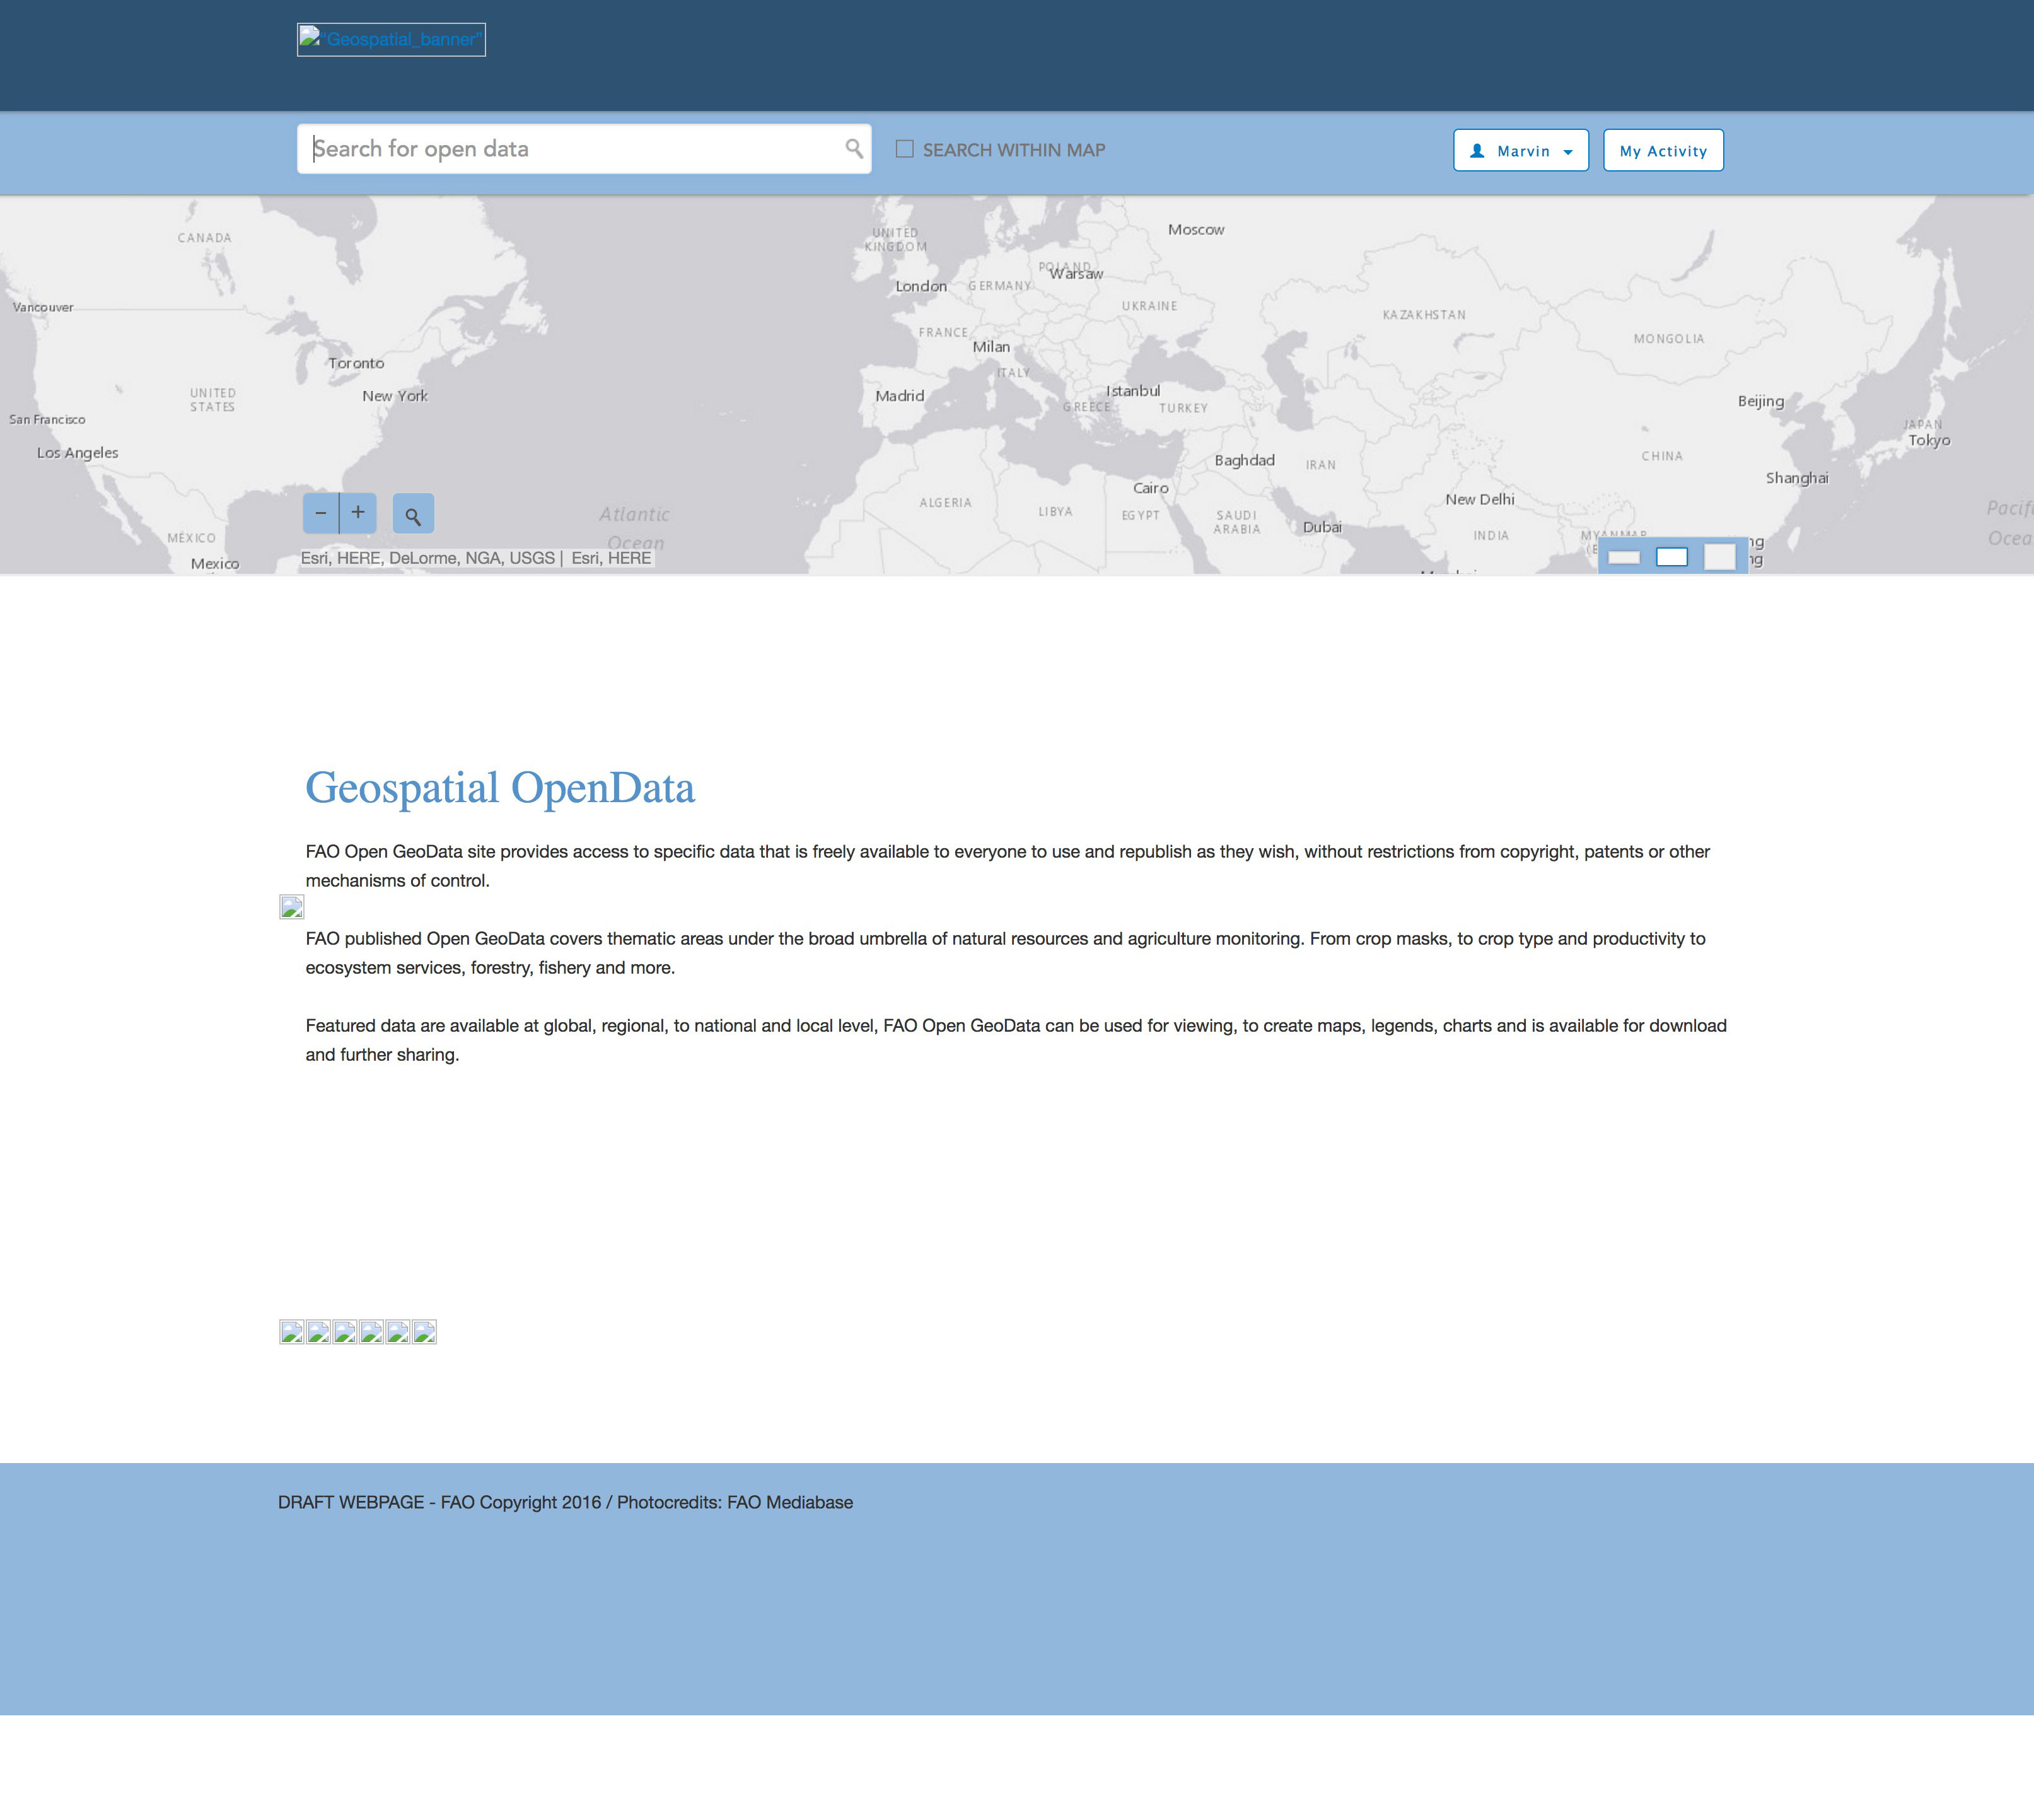 "Geospatial_banner"
Search for open data
SEARCH WITHIN MAP
Marvin
My Activity
CANADA
UNITED
KINGDOM
Moscow
POLAND
Warsaw
London
GERMANY
Vancouver
UKRAINE
KAZAKHSTAN
FRANCE
MONGOLIA
Milan
Toronto
ITALY
UNITED
STATES
New York
Madrid
Istanbul
GREECE
TURKEY
Beijing
San Francisco
JAPAN
Tokyo
Los Angeles
Baghdad
IRAN
CHINA
Shanghai
Cairo
New Delhi
ALGERIA
LIBYA
EGYPT
SAUDI
ARABIA
Dubai
Atlantic
Ocean
- +
MÉXICO
INDIA
MYANMAR
Mexico
Esri, HERE, DeLorme, NGA, USGS | Esri, HERE
Geospatial OpenData
FAO Open GeoData site provides access to specific data that is freely available to everyone to use and republish as they wish, without restrictions from copyright, patents or other
mechanisms of control.
FAO published Open GeoData covers thematic areas under the broad umbrella of natural resources and agriculture monitoring. From crop masks, to crop type and productivity to
ecosystem services, forestry, fishery and more.
Featured data are available at global, regional, to national and local level, FAO Open GeoData can be used for viewing, to create maps, legends, charts and is available for download
and further sharing.
DRAFT WEBPAGE - FAO Copyright 2016 / Photocredits: FAO Mediabase